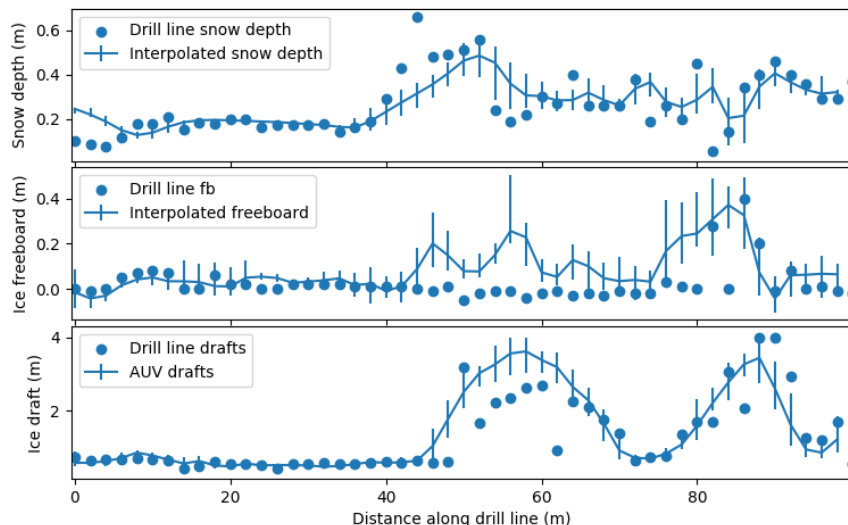 0.6
0.4
0.2
Snow depth (m)
Drill line snow depth
Interpolated snow depth
0.4
0.2
0.0
Ice freeboard (m)
Drill line fb
Interpolated freeboard
4
2
Ice draft (m)
Drill line drafts
AUV drafts
0 20 40 60 80
Distance along drill line (m)